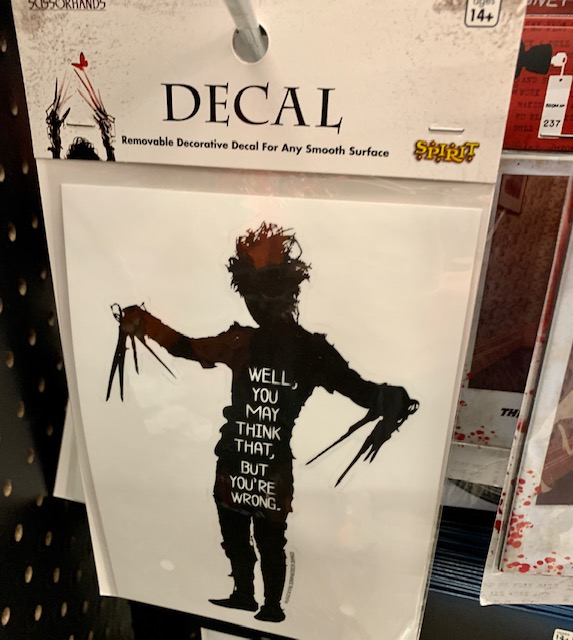 SCISSORHANDS
ages
14+
DECAL
Removable Decorative Decal For Any Smooth Surface
SPIRIT
237
WELL,
YOU
MAY
THINK
THAT,
BUT
YOU'RE
WRONG.